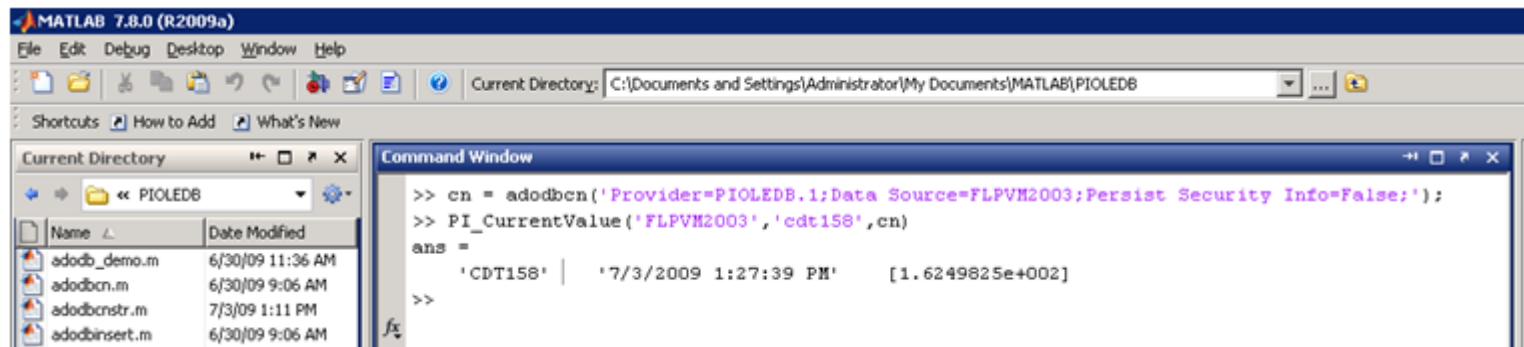 MATLAB 7.8.0 (R2009a)
File Edit Debug Desktop Window Help
Current Directory: C:\Documents and Settings\Administrator\My Documents\MATLAB\PIOLEDB ...
Shortcuts How to Add What's New
Current Directory
« PIOLEDB
Name Date Modified
adodb_demo.m 6/30/09 11:36 AM
adodbcn.m 6/30/09 9:06 AM
adodbcnstr.m 7/3/09 1:11 PM
adodbinsert.m 6/30/09 9:06 AM
Command Window
>> cn = adodbcn('Provider=PIOLEDB.1;Data Source=FLPVM2003;Persist Security Info=False;');
>> PI_CurrentValue('FLPVM2003','cdt158',cn)
ans =
'CDT158' '7/3/2009 1:27:39 PM' [1.6249825e+002]
>>
fx